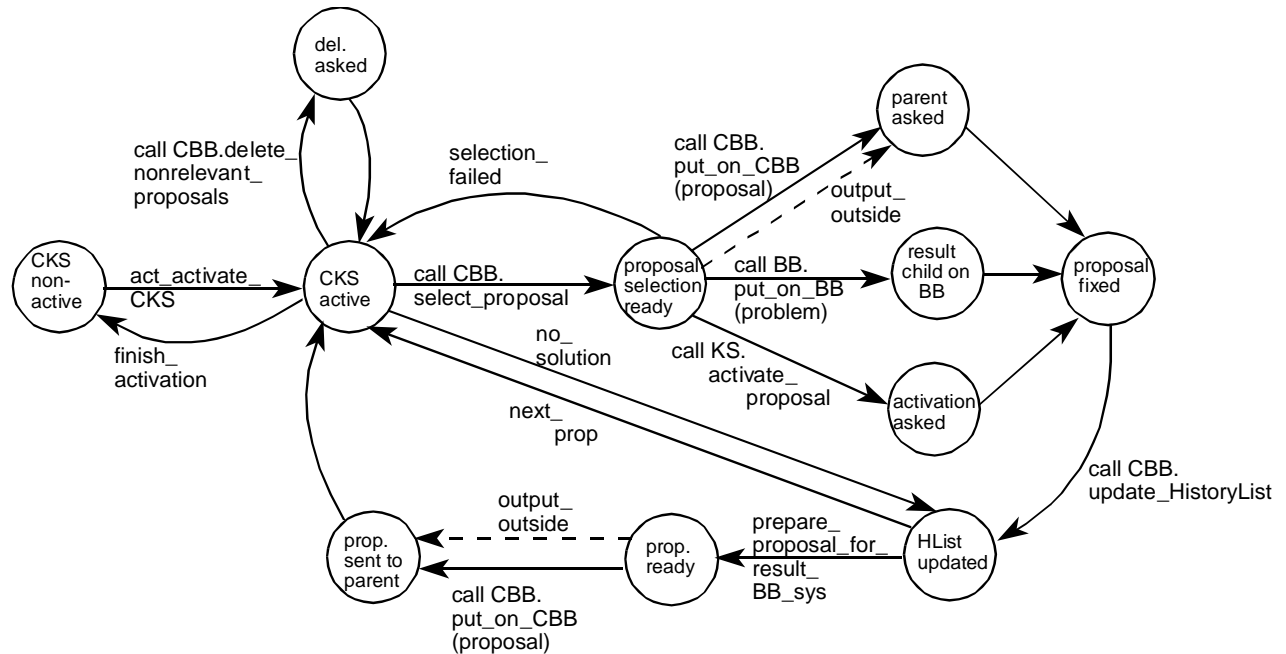 del.
asked
call CBB.delete_
nonrelevant_
proposals
selection_
failed
call CBB.
put_on_CBB
(proposal)
output_
outside
parent
asked
CKS
non-
active
act_activate_
CKS
CKS
active
call CBB.
select_proposal
proposal
selection
ready
call BB.
put_on_BB
(problem)
result
child on
BB
proposal
fixed
finish_
activation
no_
solution
call KS.
activate_
proposal
activation
asked
next_
prop
call CBB.
update_HistoryList
output_
outside
prepare_
proposal_for_
result_
BB_sys
prop.
sent to
parent
prop.
ready
HList
updated
call CBB.
put_on_CBB
(proposal)